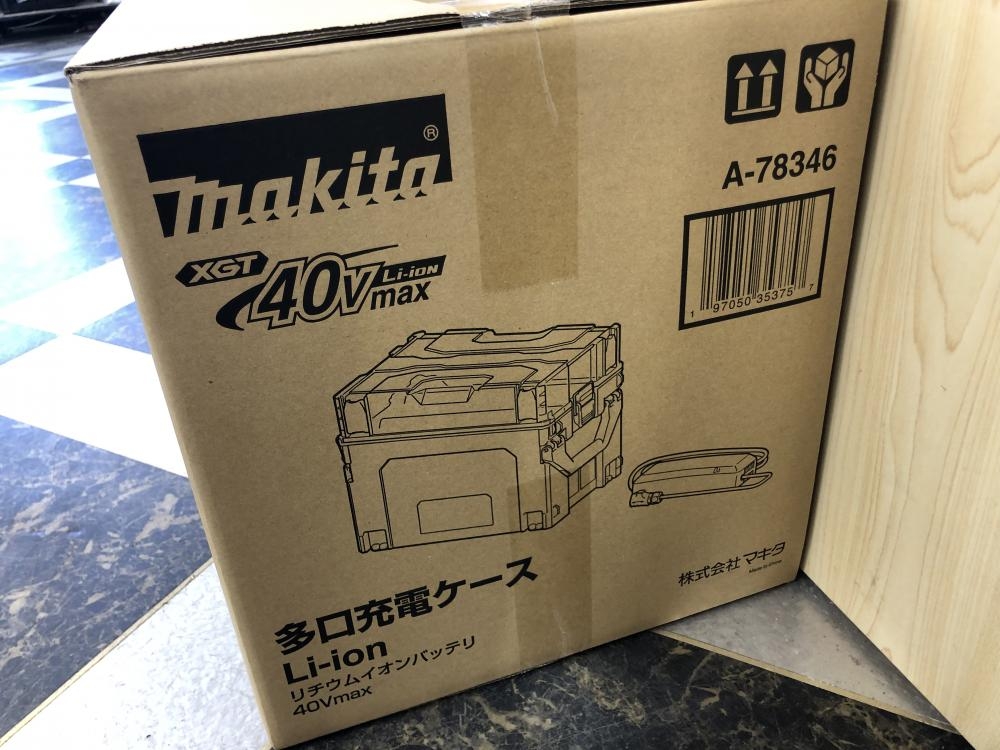 makita®
A-78346
XGT 40Vmax Li-ion
1 97050 35375 7
多口充電ケース
Li-ion
リチウムイオンバッテリ
40Vmax
株式会社 マキタ
Made in China